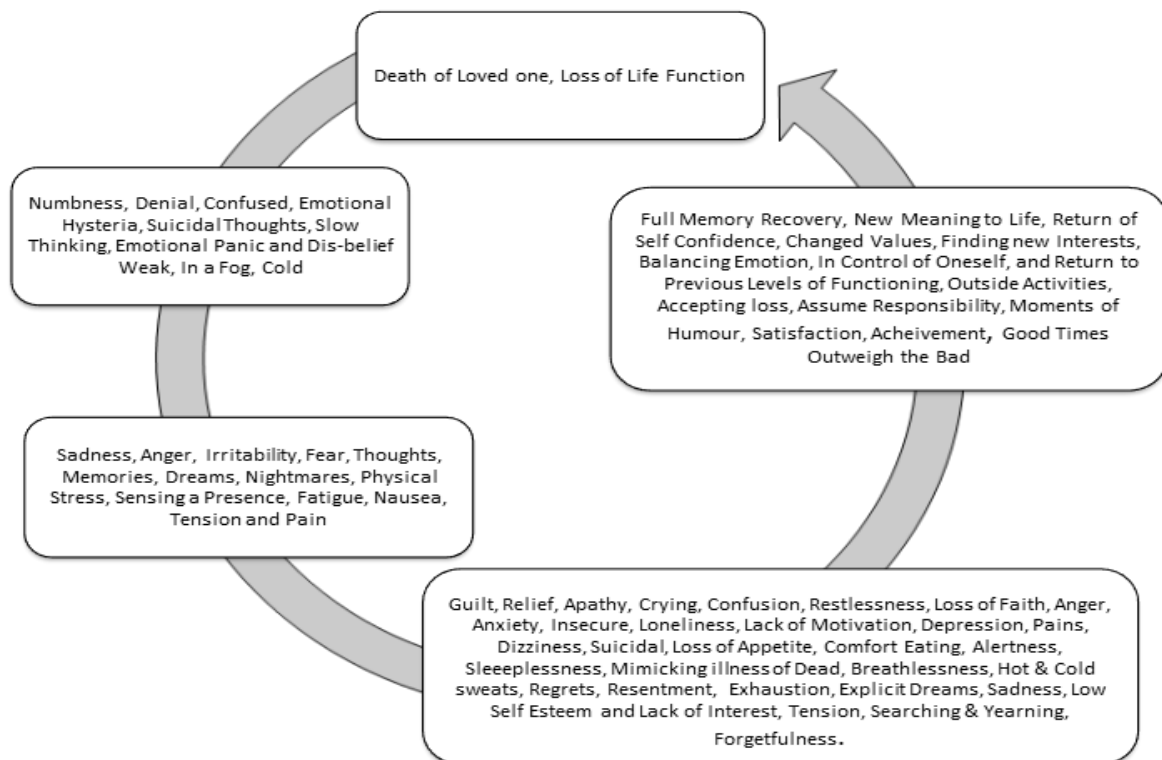 Death of Loved one, Loss of Life Function
Numbness, Denial, Confused, Emotional
Hysteria, Suicidal Thoughts, Slow
Thinking, Emotional Panic and Dis-belief
Weak, In a Fog, Cold
Sadness, Anger, Irritability, Fear, Thoughts,
Memories, Dreams, Nightmares, Physical
Stress, Sensing a Presence, Fatigue, Nausea,
Tension and Pain
Guilt, Relief, Apathy, Crying, Confusion, Restlessness, Loss of Faith, Anger,
Anxiety, Insecure, Loneliness, Lack of Motivation, Depression, Pains,
Dizziness, Suicidal, Loss of Appetite, Comfort Eating, Alertness,
Sleeeplessness, Mimicking illness of Dead, Breathlessness, Hot & Cold
sweats, Regrets, Resentment, Exhaustion, Explicit Dreams, Sadness, Low
Self Esteem and Lack of Interest, Tension, Searching & Yearning,
Forgetfulness.
Full Memory Recovery, New Meaning to Life, Return of
Self Confidence, Changed Values, Finding new Interests,
Balancing Emotion, In Control of Oneself, and Return to
Previous Levels of Functioning, Outside Activities,
Accepting loss, Assume Responsibility, Moments of
Humour, Satisfaction, Acheivement, Good Times
Outweigh the Bad